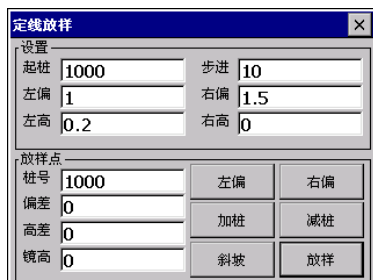 定线放样
设置
起桩 1000 步进 10
左偏 1 右偏 1.5
左高 0.2 右高 0
放样点
桩号 1000 左偏 右偏
偏差 0
高差 0 加桩 减桩
镜高 0 斜坡 放样